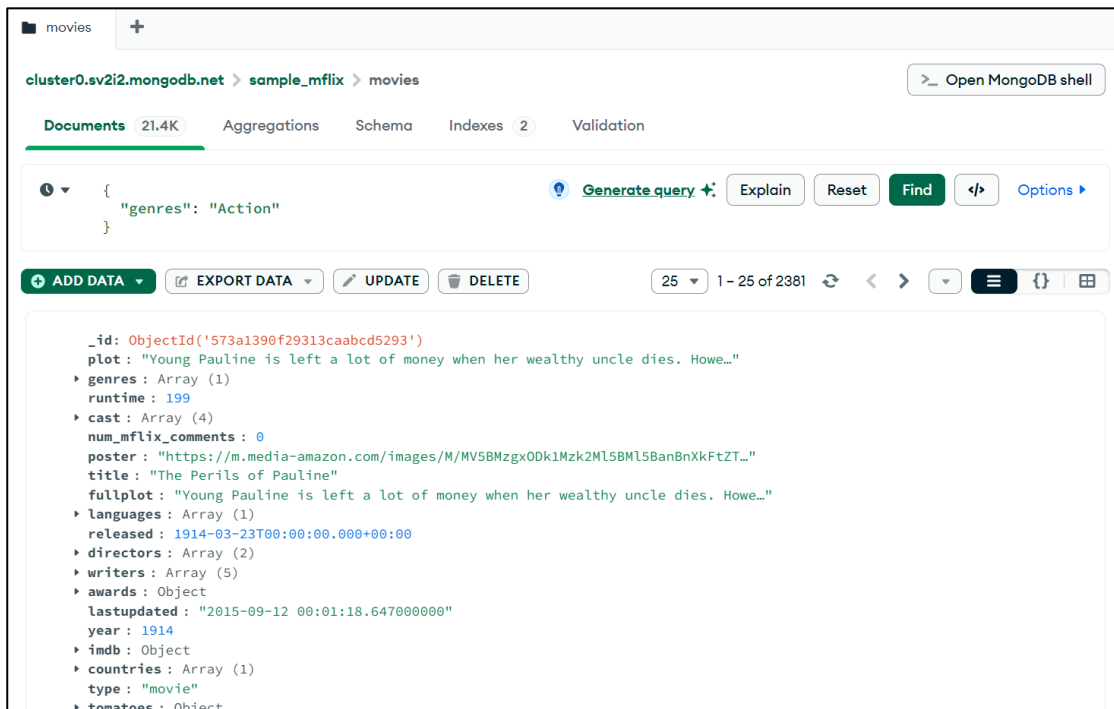 movies
cluster0.sv2i2.mongodb.net > sample_mflix > movies
>_ Open MongoDB shell
Documents 21.4K Aggregations Schema Indexes 2 Validation
{
Generate query Explain Reset Find </> Options
"genres": "Action"
}
ADD DATA EXPORT DATA UPDATE DELETE 25 1 – 25 of 2381 {}
_id: ObjectId('573a1390f29313caabcd5293')
plot : "Young Pauline is left a lot of money when her wealthy uncle dies. Howe…"
genres : Array (1)
runtime : 199
cast : Array (4)
num_mflix_comments : 0
poster : "https://m.media-amazon.com/images/M/MV5BMzgxODk1Mzk2Ml5BMl5BanBnXkFtZT…"
title : "The Perils of Pauline"
fullplot : "Young Pauline is left a lot of money when her wealthy uncle dies. Howe…"
languages : Array (1)
released : 1914-03-23T00:00:00.000+00:00
directors : Array (2)
writers : Array (5)
awards : Object
lastupdated : "2015-09-12 00:01:18.647000000"
year : 1914
imdb : Object
countries : Array (1)
type : "movie"
tomatoes : Object